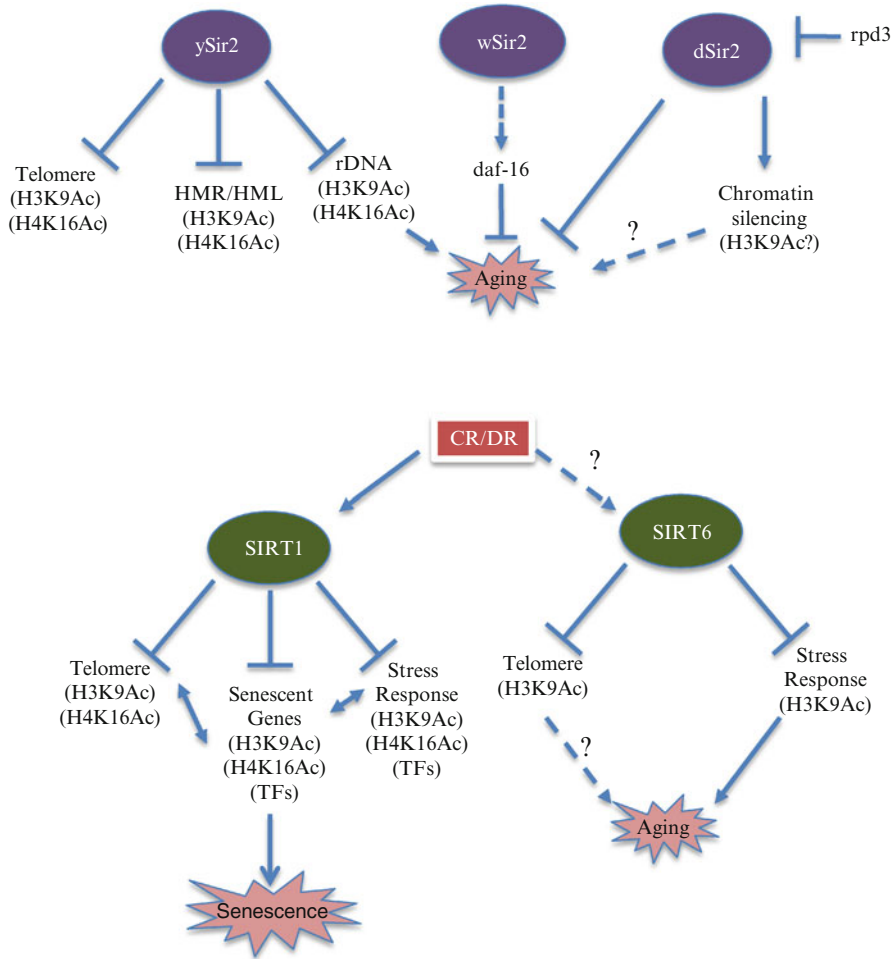 ySir2
wSir2
dSir2
rpd3
Telomere
(H3K9Ac)
(H4K16Ac)
HMR/HML
(H3K9Ac)
(H4K16Ac)
rDNA
(H3K9Ac)
(H4K16Ac)
daf-16
Chromatin
silencing
(H3K9Ac?)
?
Aging
CR/DR
?
SIRT1
SIRT6
Telomere
(H3K9Ac)
(H4K16Ac)
Senescent
Genes
(H3K9Ac)
(H4K16Ac)
(TFs)
Stress
Response
(H3K9Ac)
(H4K16Ac)
(TFs)
Telomere
(H3K9Ac)
Stress
Response
(H3K9Ac)
?
Aging
Senescence